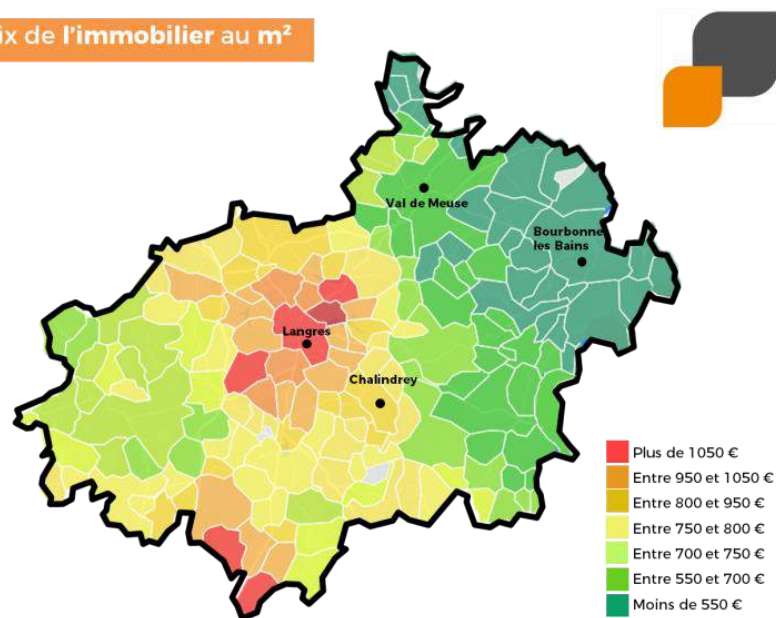 de l'immobilier au m²
Val de Meuse
Bourbonne
les Bains
Langres
Chalindrey
Plus de 1050 €
Entre 950 et 1050 €
Entre 800 et 950 €
Entre 750 et 800 €
Entre 700 et 750 €
Entre 550 et 700 €
Moins de 550 €